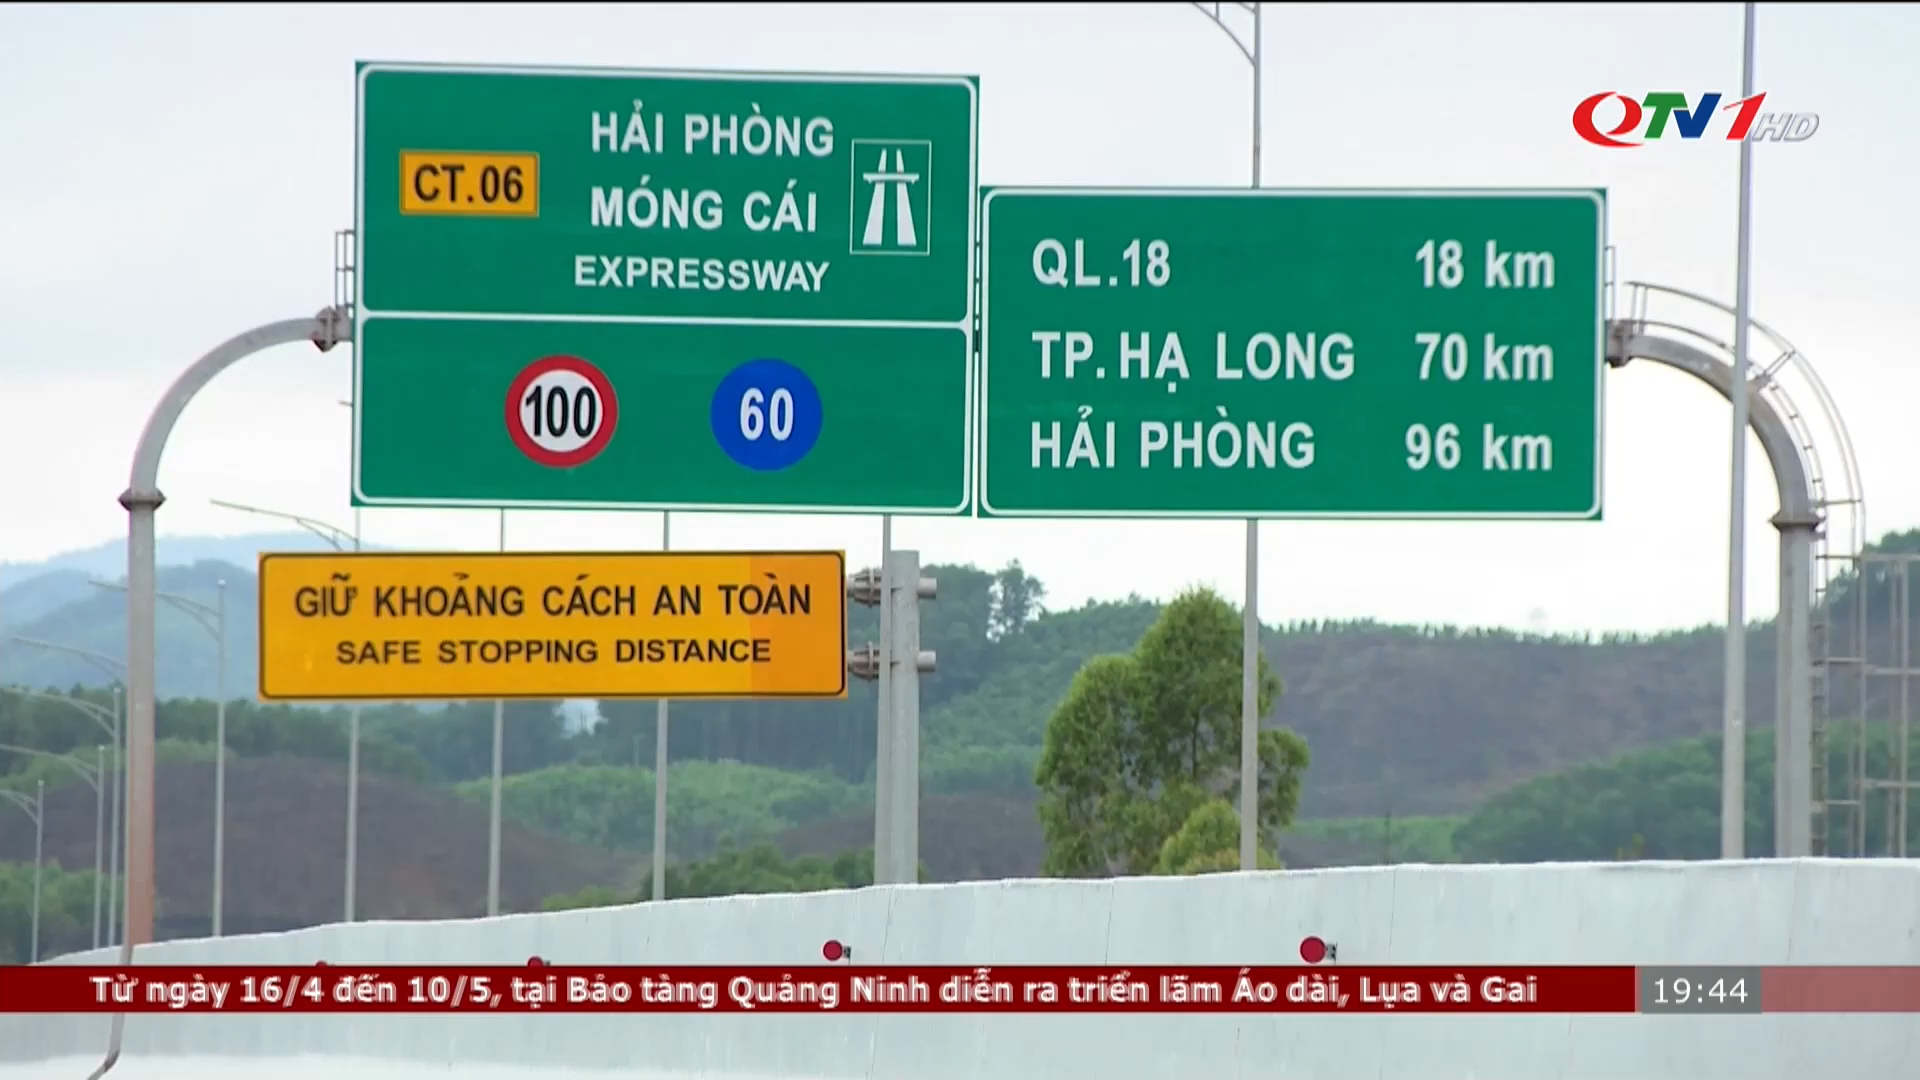 QTV1HD
HẢI PHÒNG
CT.06
MÓNG CÁI
EXPRESSWAY
100 60
QL.18 18 km
TP. HẠ LONG 70 km
HẢI PHÒNG 96 km
GIỮ KHOẢNG CÁCH AN TOÀN
SAFE STOPPING DISTANCE
Từ ngày 16/4 đến 10/5, tại Bảo tàng Quảng Ninh diễn ra triển lãm Áo dài, Lụa và Gai
19:44